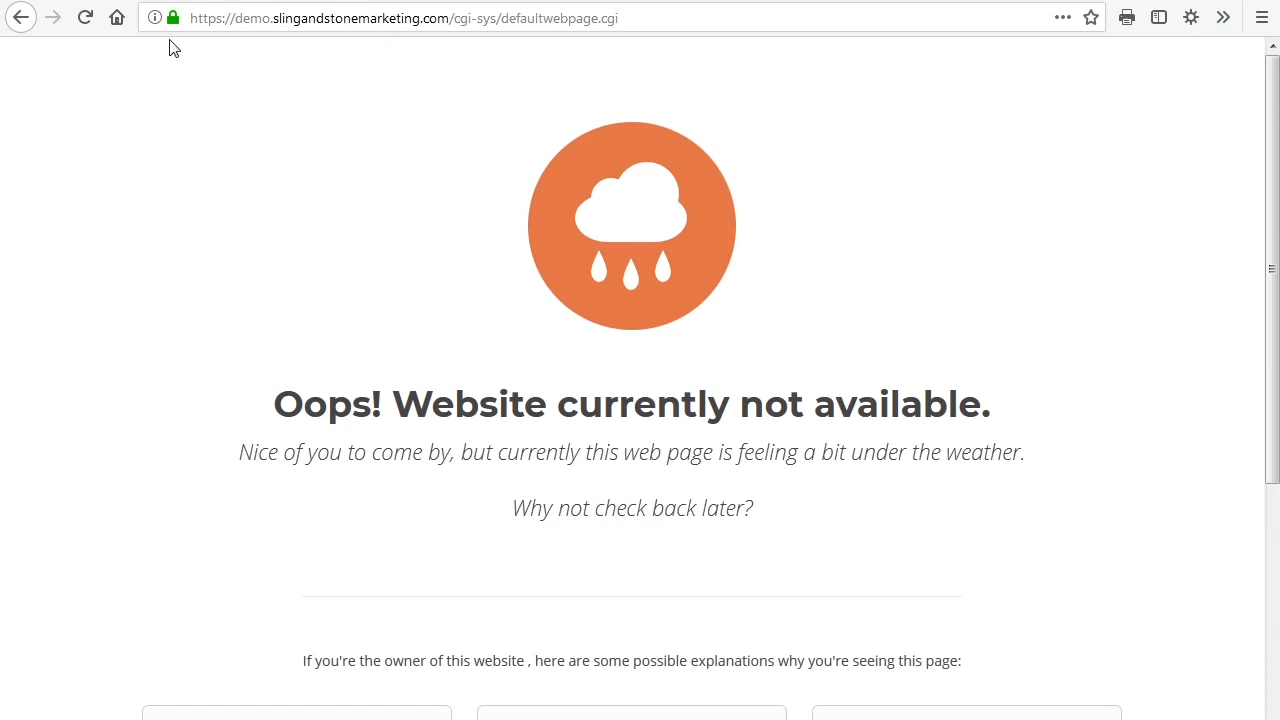 https://demo.slingandstonemarketing.com/cgi-sys/defaultwebpage.cgi
Oops! Website currently not available.
Nice of you to come by, but currently this web page is feeling a bit under the weather.
Why not check back later?
If you're the owner of this website , here are some possible explanations why you're seeing this page: